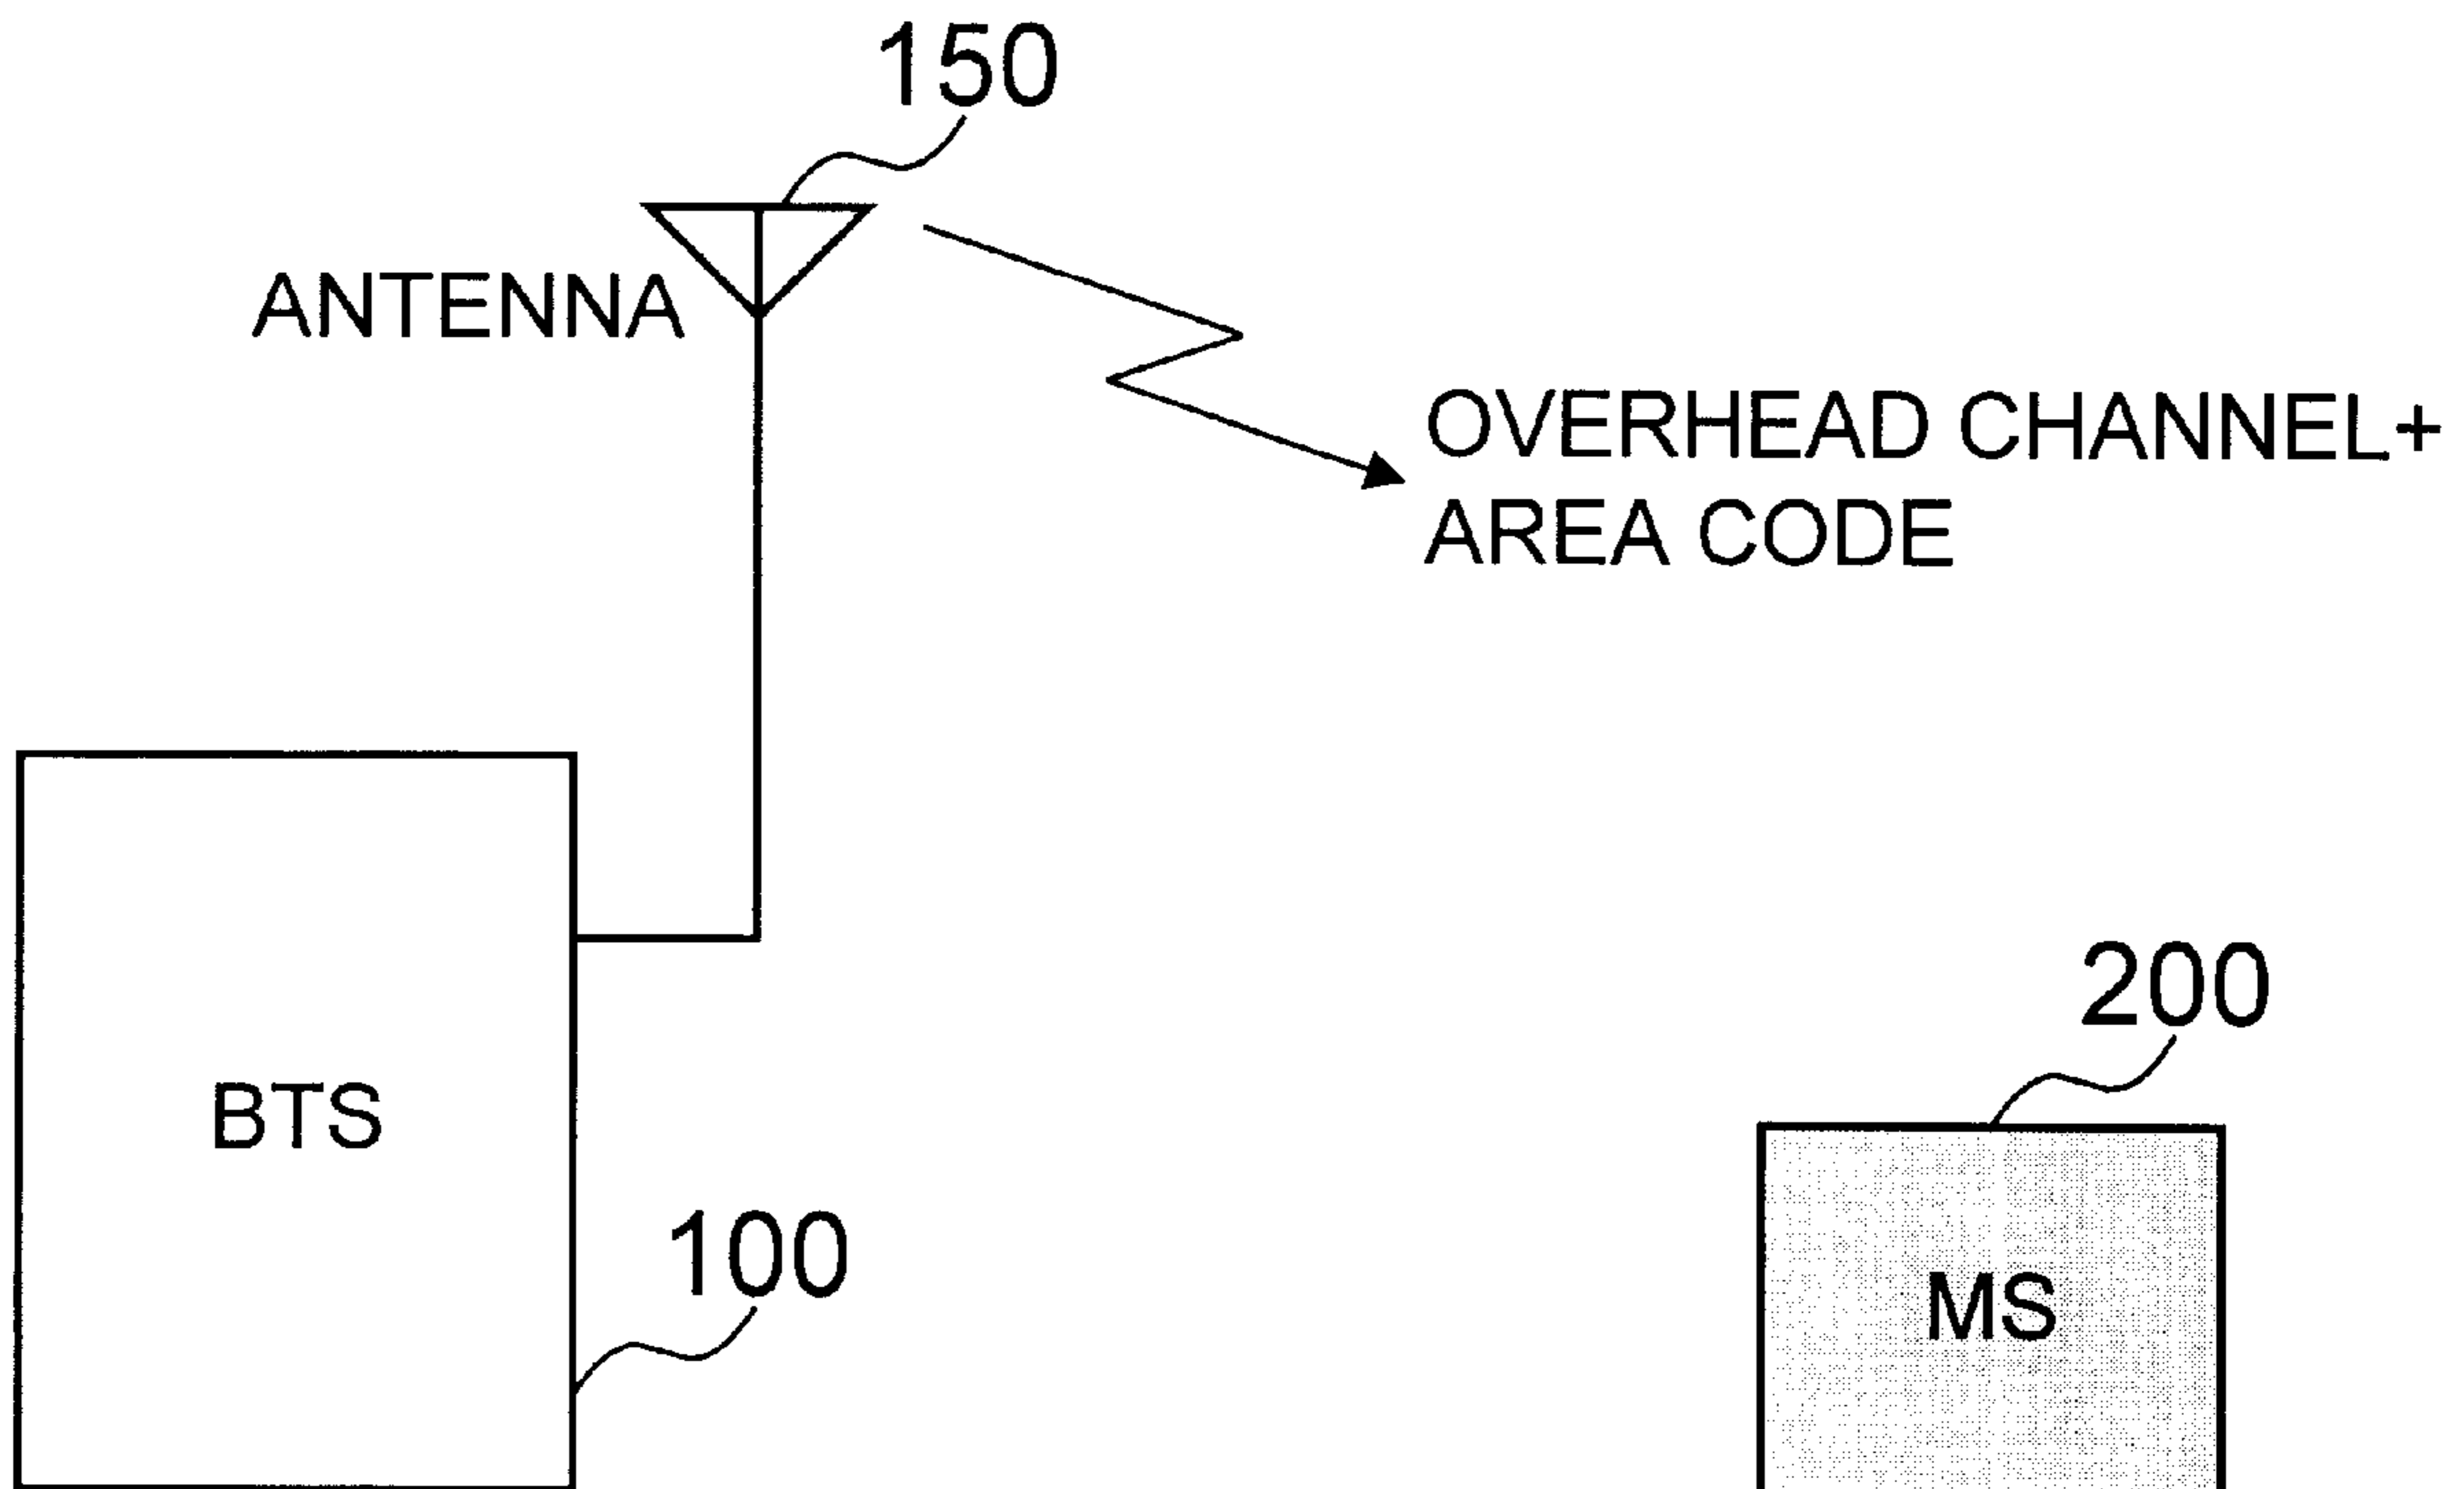 150
ANTENNA
OVERHEAD CHANNEL+
AREA CODE
200
BTS
100
MS